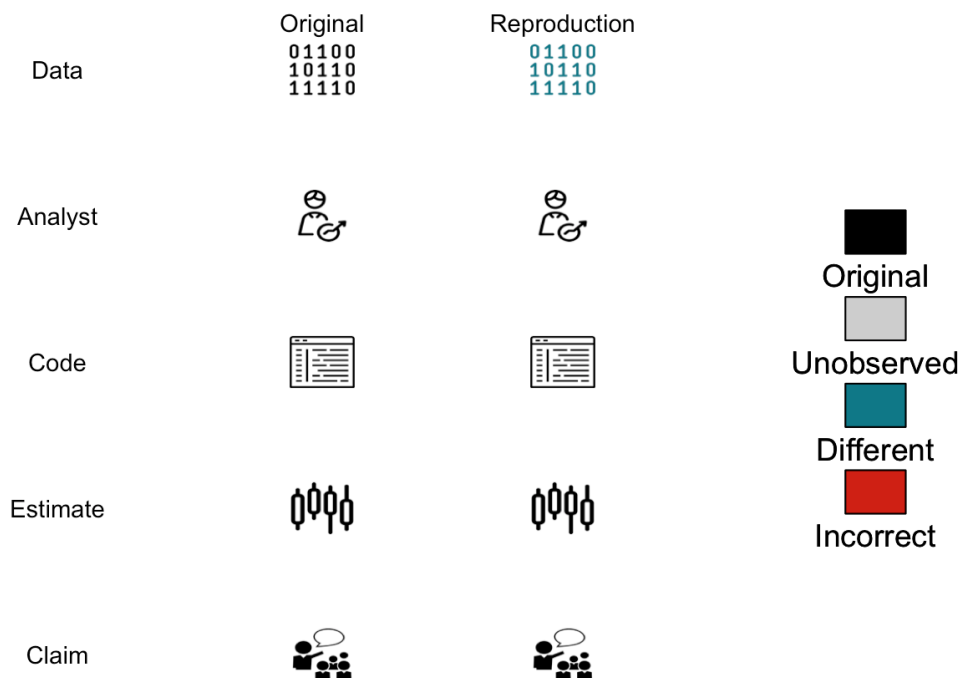 Original Reproduction
01100 01100
Data 10110 10110
11110 11110
Analyst
Original
Code
Unobserved
Different
Estimate
Incorrect
Claim